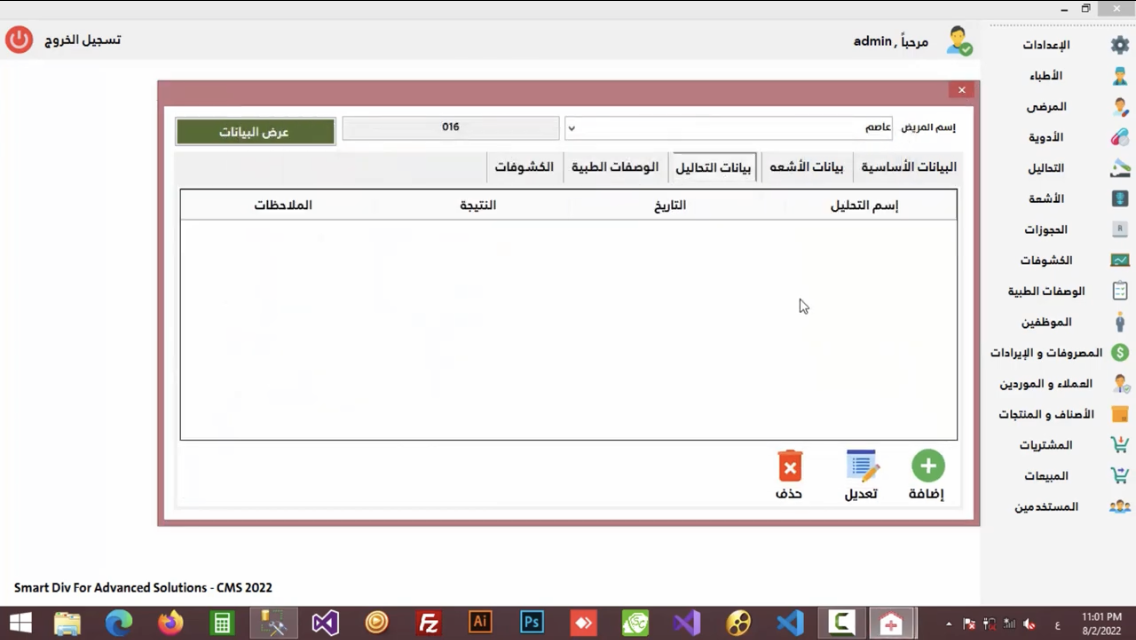 مرحباً , admin
تسجيل الخروج
الإعدادات
الأطباء
المرضى
الأدوية
التحاليل
الأشعة
الحجوزات
الكشوفات
الوصفات الطبية
الموظفين
المصروفات و الإيرادات
العملاء و الموردين
الأصناف و المنتجات
المشتريات
المبيعات
المستخدمين
إسم المريض
عاصم
016
عرض البيانات
البيانات الأساسية
بيانات الأشعه
بيانات التحاليل
الوصفات الطبية
الكشوفات
إسم التحليل
التاريخ
النتيجة
الملاحظات
إضافة
تعديل
حذف
Smart Div For Advanced Solutions - CMS 2022
Fz
Ai
Ps
ع
11:01 PM
8/2/2022